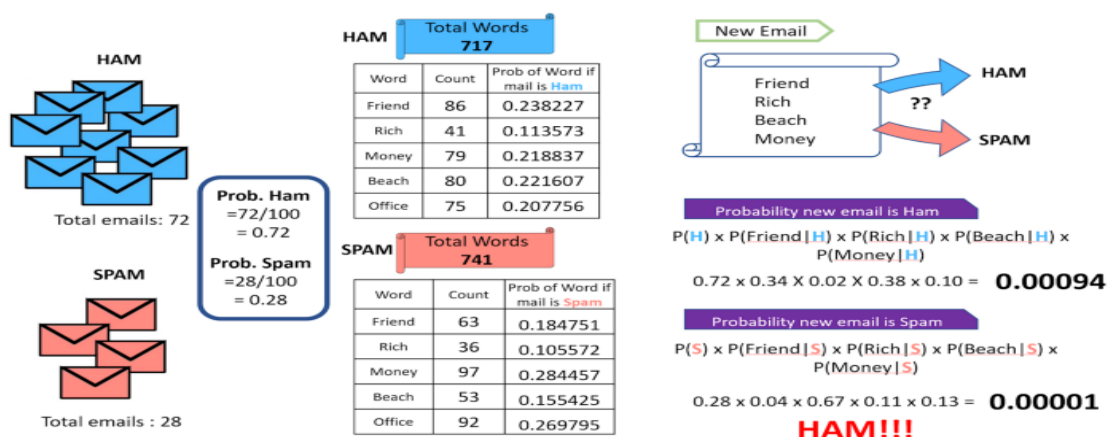 HAM
Total emails: 72
SPAM
Total emails : 28
Prob. Ham
=72/100
= 0.72
Prob. Spam
=28/100
= 0.28
HAM
Total Words
717
Word Count Prob of Word if mail is Ham
Friend 86 0.238227
Rich 41 0.113573
Money 79 0.218837
Beach 80 0.221607
Office 75 0.207756
SPAM
Total Words
741
Word Count Prob of Word if mail is Spam
Friend 63 0.184751
Rich 36 0.105572
Money 97 0.284457
Beach 53 0.155425
Office 92 0.269795
New Email
Friend
Rich
Beach
Money
HAM
??
SPAM
Probability new email is Ham
P(H) x P(Friend|H) x P(Rich|H) x P(Beach|H) x
P(Money|H)
0.72 x 0.34 X 0.02 X 0.38 x 0.10 = 0.00094
Probability new email is Spam
P(S) x P(Friend|S) x P(Rich|S) x P(Beach|S) x
P(Money|S)
0.28 x 0.04 x 0.67 x 0.11 x 0.13 = 0.00001
HAM!!!